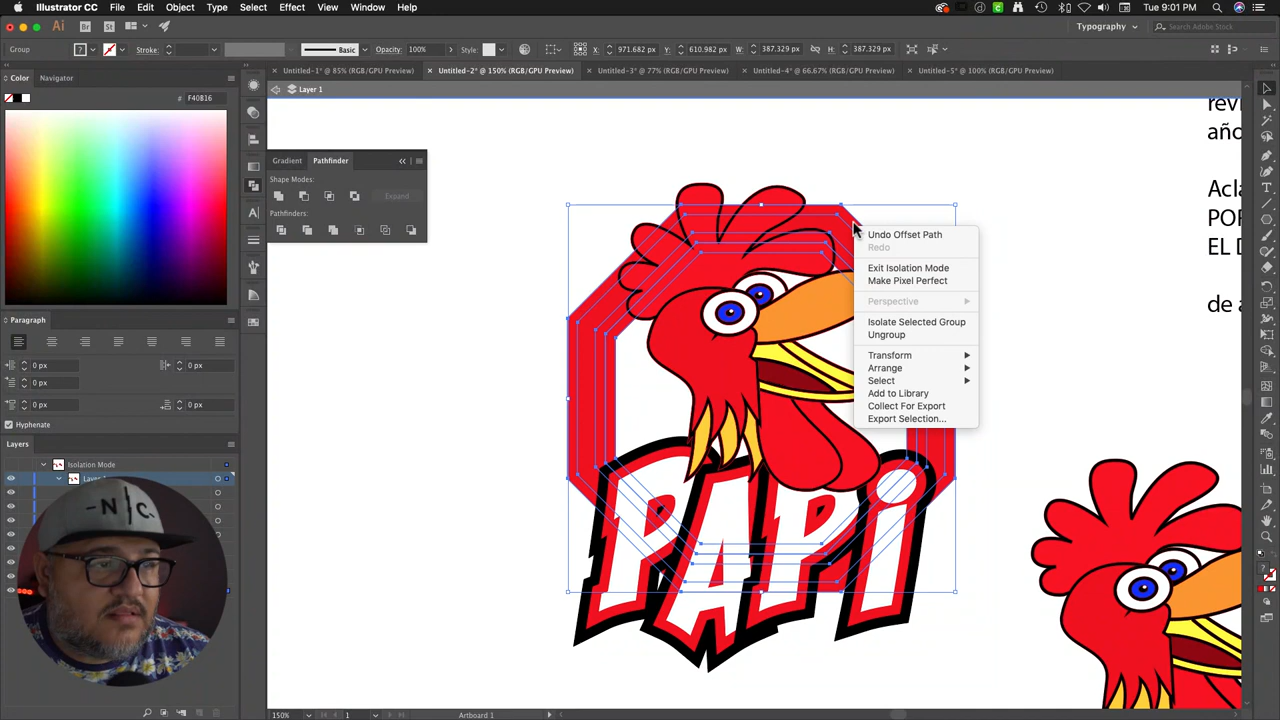 Illustrator CC File Edit Object Type Select Effect View Window Help
Tue 9:01 PM
Typography
Search Adobe Stock
Group
Stroke:
Basic
Opacity: 100%
Style:
X: 971.682 px
Y: 610.982 px
W: 387.329 px
H: 387.329 px
Color Navigator
Untitled-1* @ 85% (RGB/GPU Preview)
Untitled-2* @ 150% (RGB/GPU Preview)
Untitled-3* @ 77% (RGB/GPU Preview)
Untitled-4* @ 66.67% (RGB/GPU Preview)
Untitled-5* @ 100% (RGB/GPU Preview)
Layer 1
# F40B16
Gradient Pathfinder
Shape Modes:
Expand
Pathfinders:
Undo Offset Path
Redo
Exit Isolation Mode
Make Pixel Perfect
Perspective
Isolate Selected Group
Ungroup
Transform
Arrange
Select
Add to Library
Collect For Export
Export Selection...
año
Acla
POR
EL D
de a
Paragraph
0 px 0 px
0 px
0 px 0 px
Hyphenate
Layers
Isolation Mode
PAPi
-N/C.
150%
1
Artboard 1